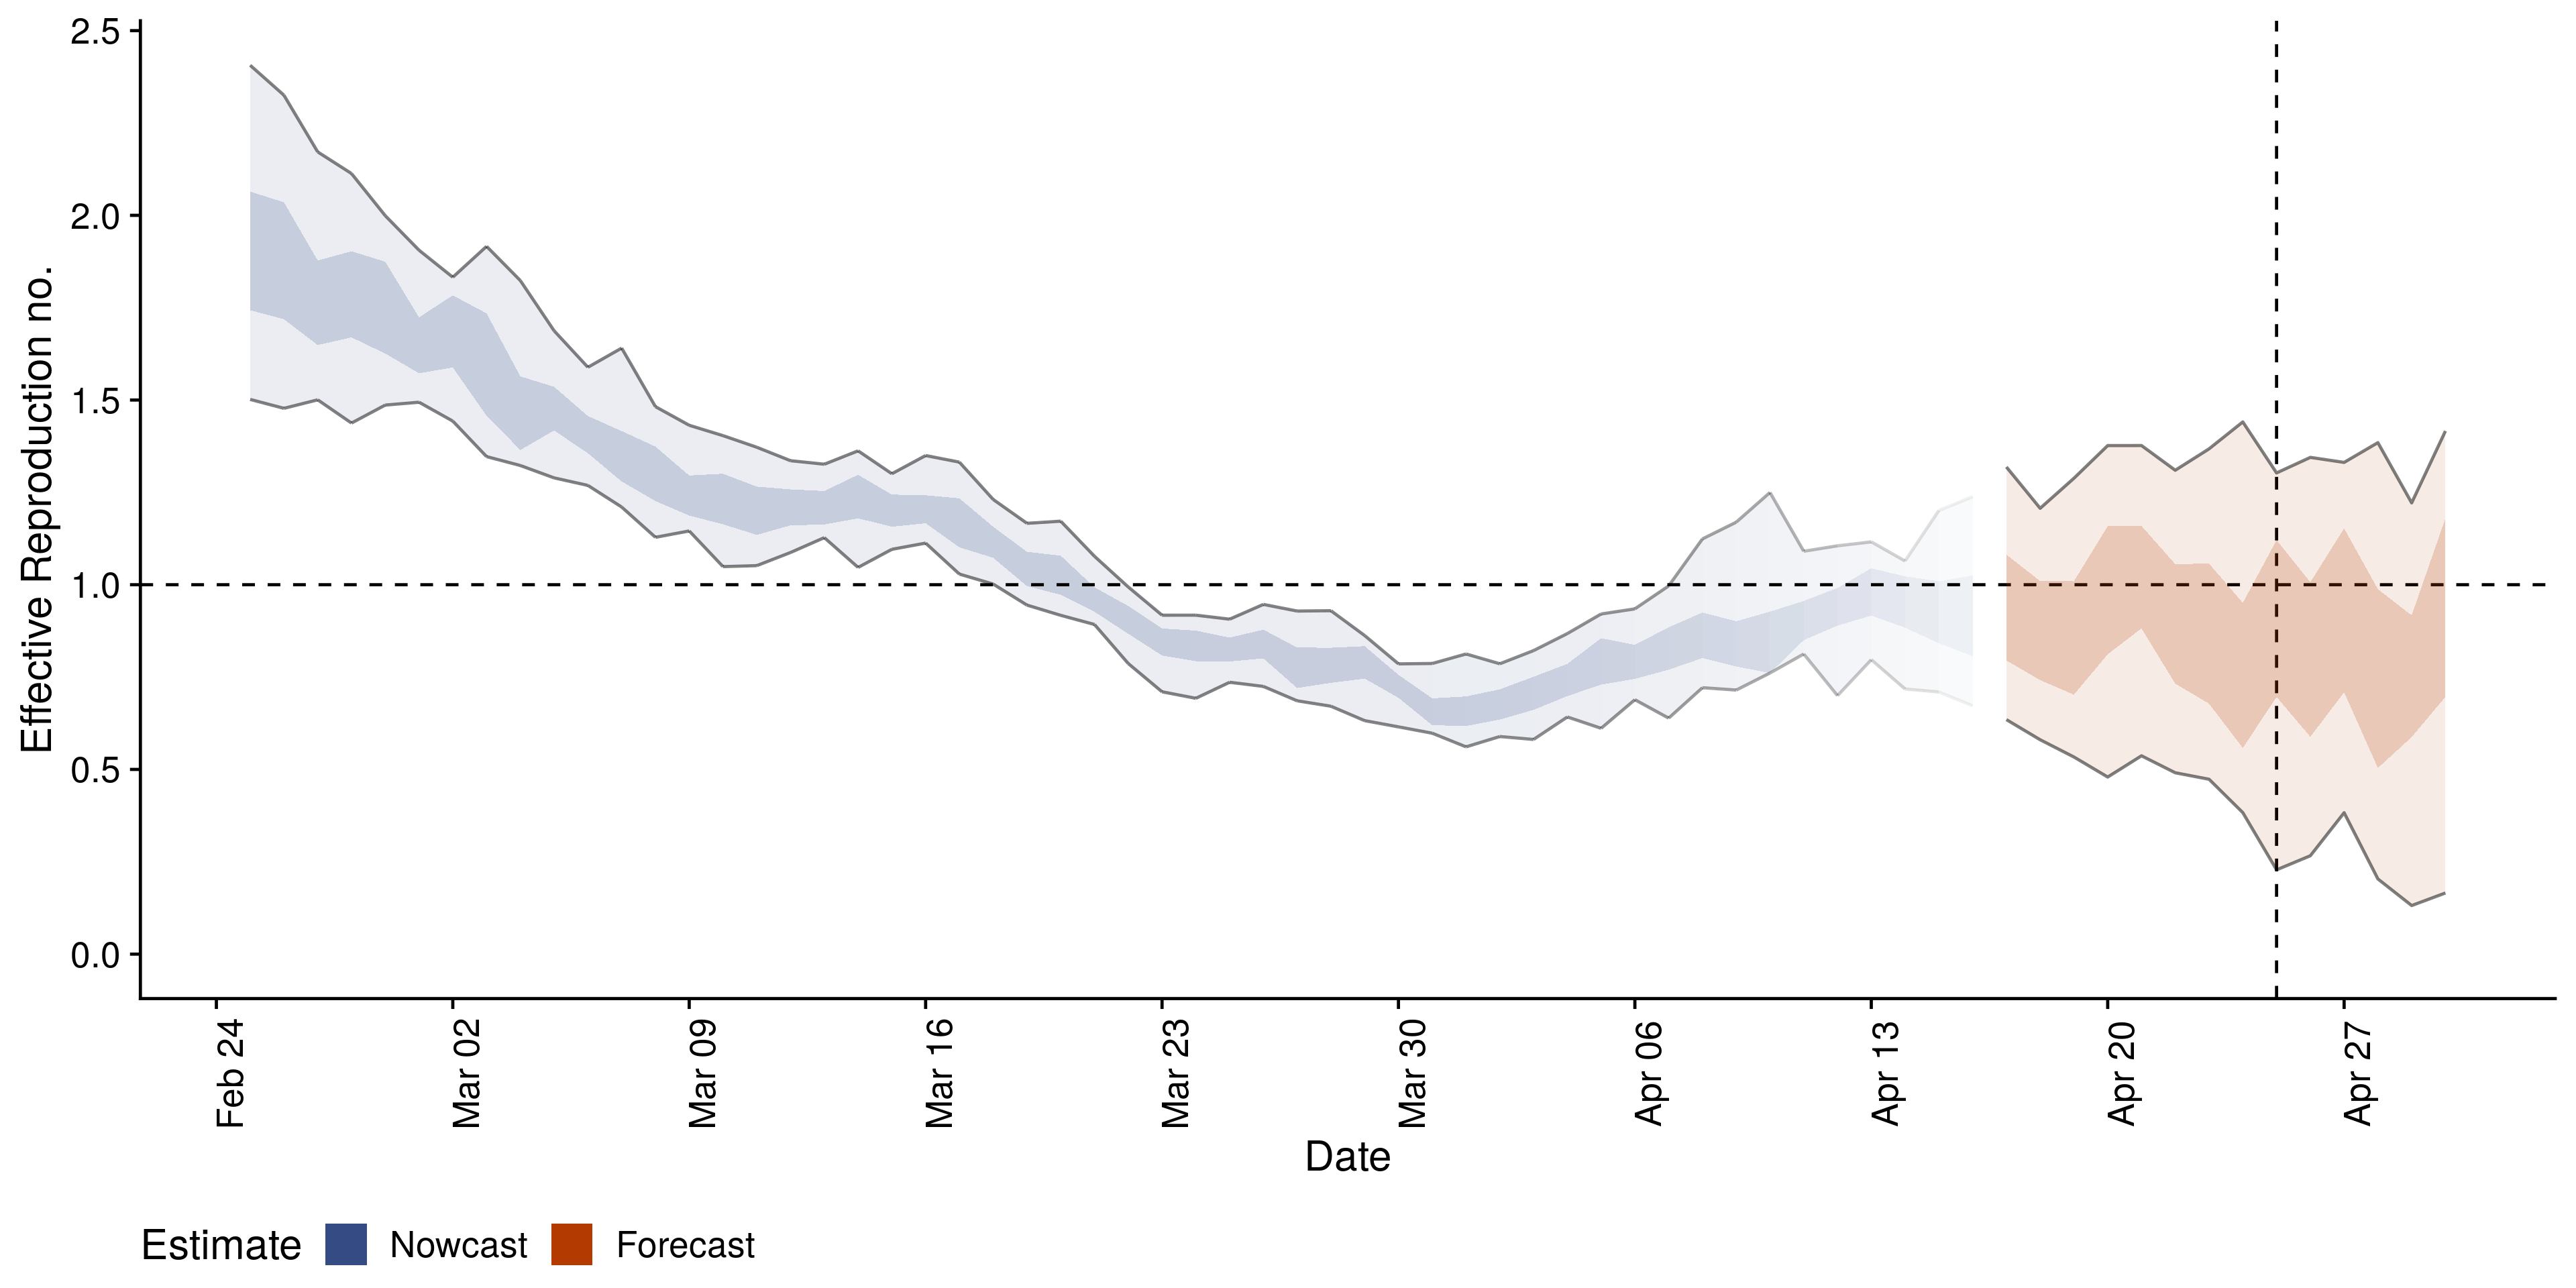 2.5
2.0
1.5
1.0
0.5
0.0
Effective Reproduction no.
Feb 24
Mar 02
Mar 09
Mar 16
Mar 23
Mar 30
Apr 06
Apr 13
Apr 20
Apr 27
Date
Estimate Nowcast Forecast